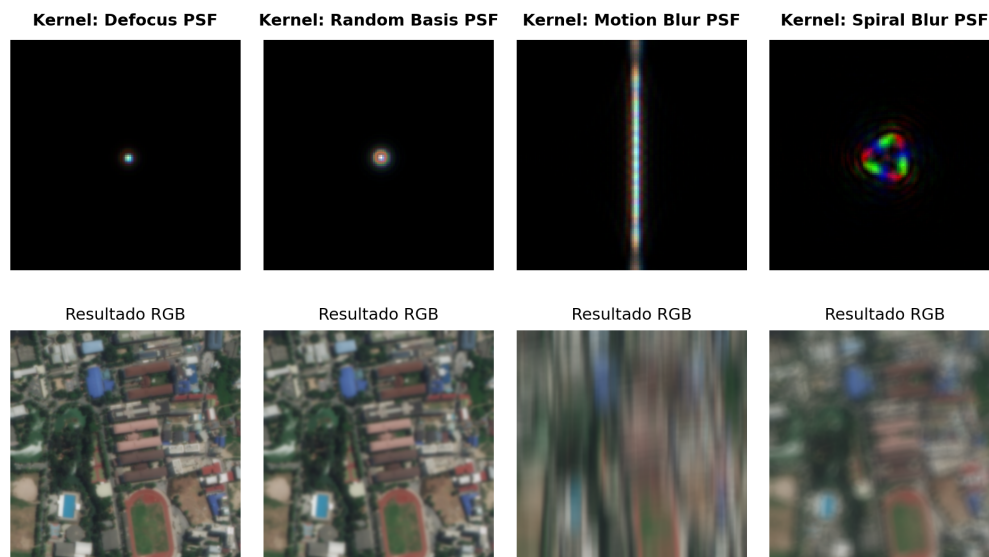 Kernel: Defocus PSF
Kernel: Random Basis PSF
Kernel: Motion Blur PSF
Kernel: Spiral Blur PSF
Resultado RGB
Resultado RGB
Resultado RGB
Resultado RGB